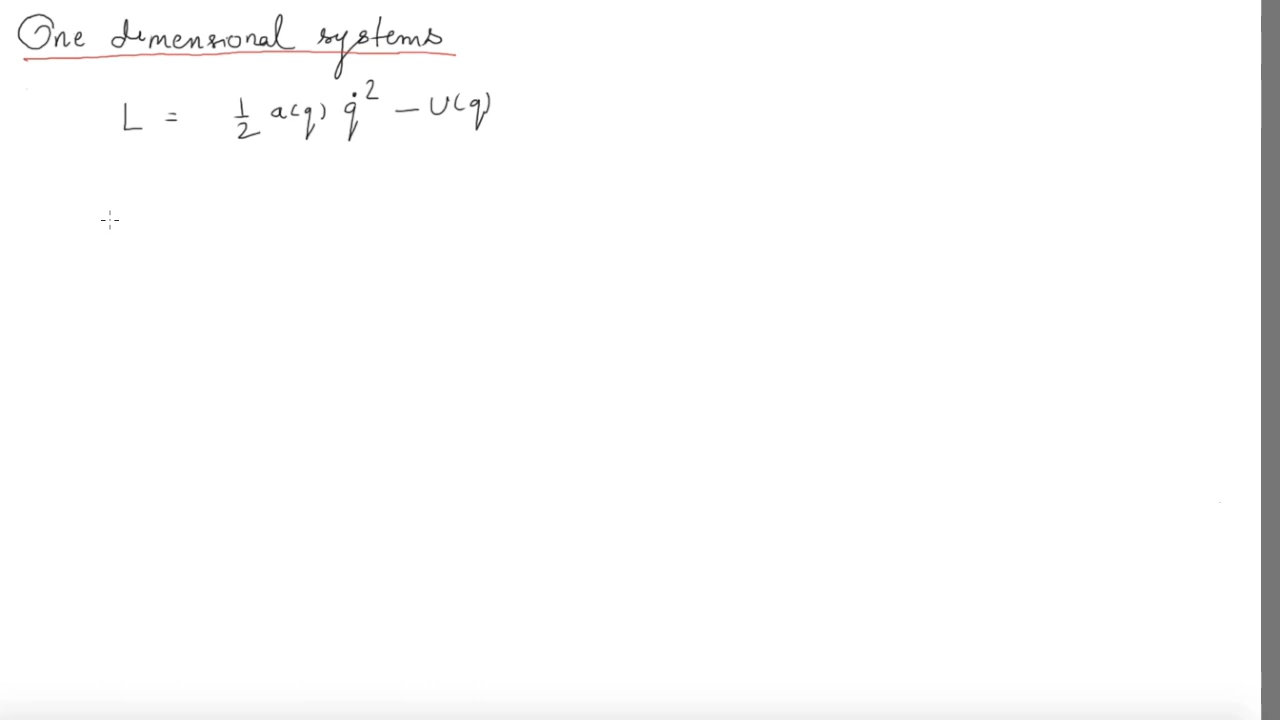 One dimensional systems
L = 1/2 a(q) q̇² – U(q)